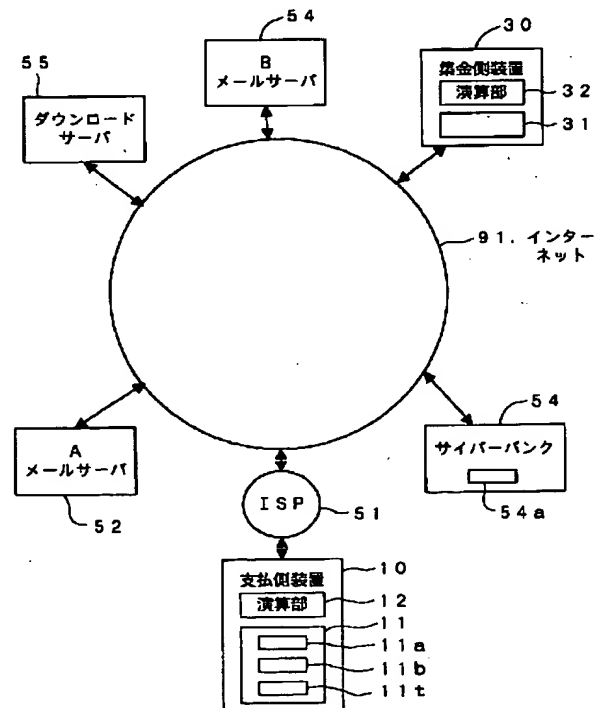 54
30
B
メールサーバ
55
ダウンロード
サーバ
集金側装置
演算部
32
31
91. インター
ネット
54
サイバーバンク
54a
A
メールサーバ
52
ISP
51
10
支払側装置
演算部
12
11
11a
11b
11t